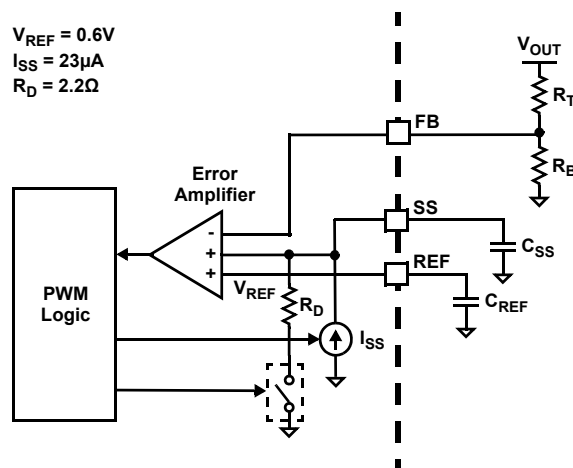 V_REF = 0.6V
I_SS = 23µA
R_D = 2.2Ω
V_OUT
R_T
FB
R_B
Error
Amplifier
SS
-
+
C_SS
+
REF
V_REF
R_D
C_REF
PWM
Logic
I_SS